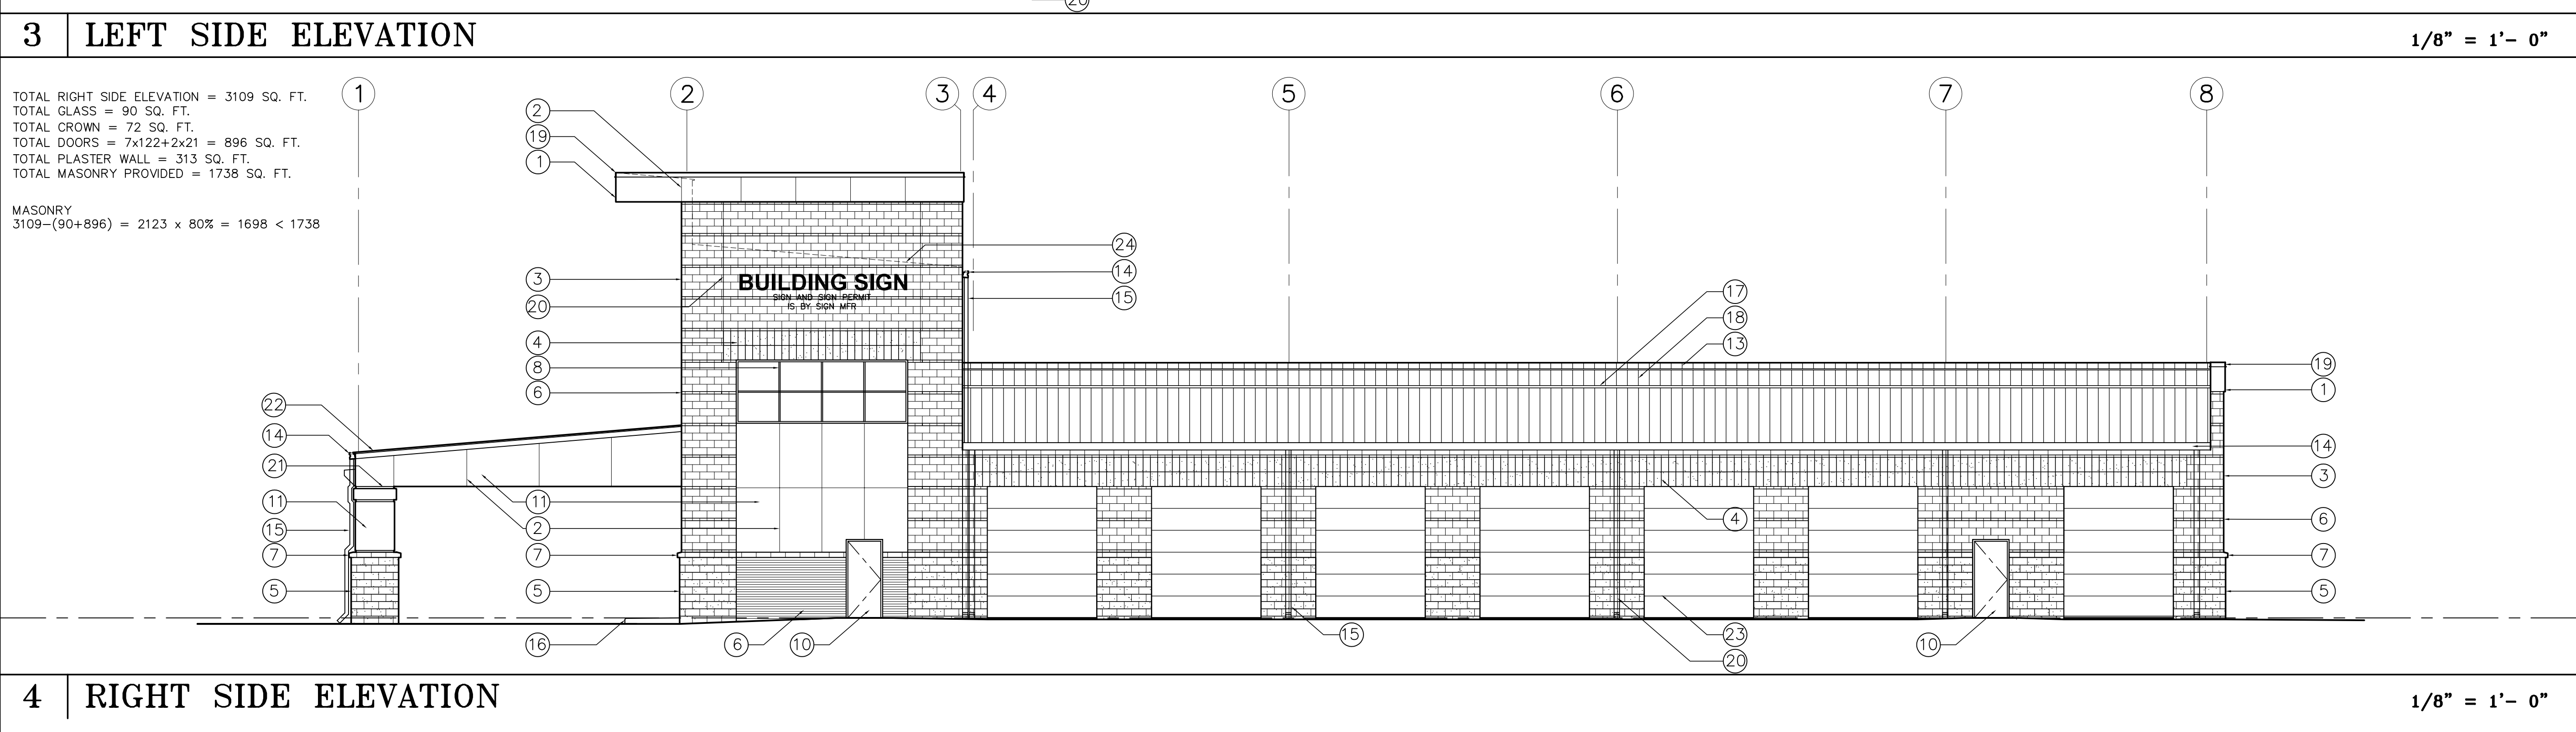 20
3 LEFT SIDE ELEVATION 1/8" = 1'- 0"
TOTAL RIGHT SIDE ELEVATION = 3109 SQ. FT.
TOTAL GLASS = 90 SQ. FT.
TOTAL CROWN = 72 SQ. FT.
TOTAL DOORS = 7x122+2x21 = 896 SQ. FT.
TOTAL PLASTER WALL = 313 SQ. FT.
TOTAL MASONRY PROVIDED = 1738 SQ. FT.
MASONRY
3109-(90+896) = 2123 x 80% = 1698 < 1738
1 2 3 4 5 6 7 8
2
19
1
3
20
4
8
6
24
14
15
BUILDING SIGN
SIGN AND SIGN PERMIT
IS BY SIGN MFR
17
18
13
19
1
14
3
6
7
5
22
14
21
11
15
7
5
11
2
7
5
16
6
10
15
4
23
20
10
4 RIGHT SIDE ELEVATION 1/8" = 1'- 0"